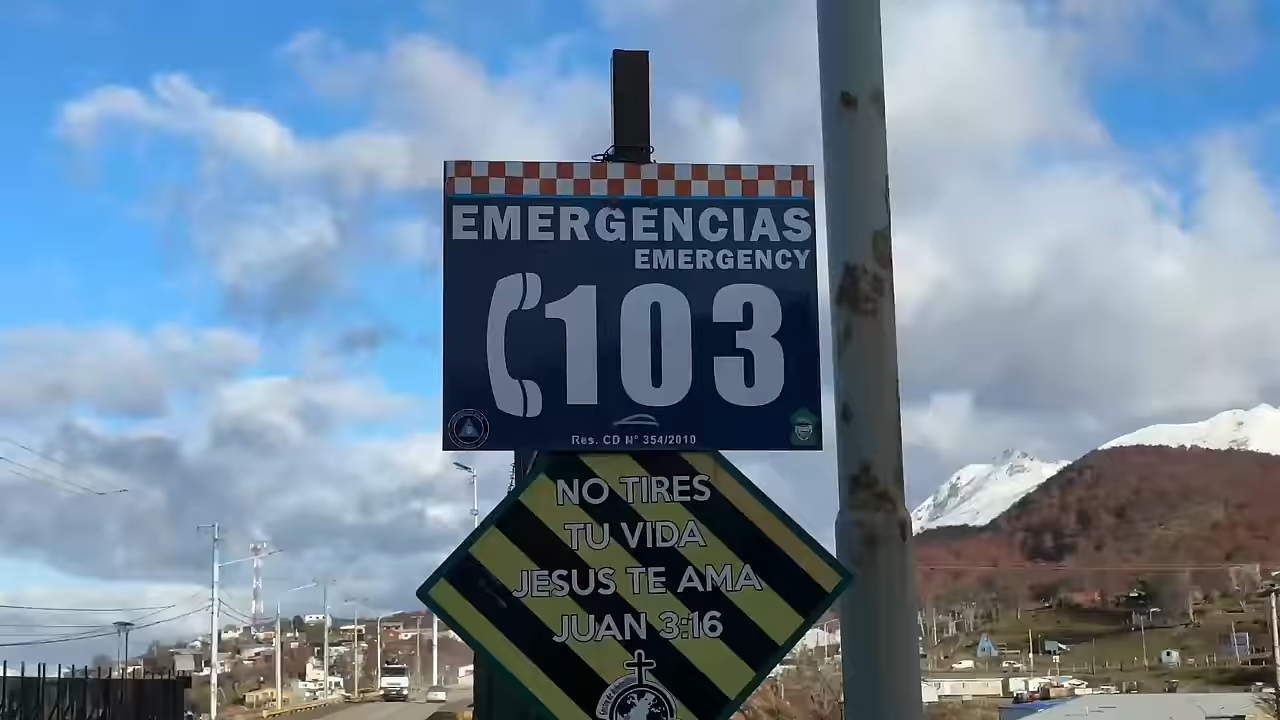 EMERGENCIAS
EMERGENCY
103
Res. CD N° 354/2010
NO TIRES
TU VIDA
JESUS TE AMA
JUAN 3:16